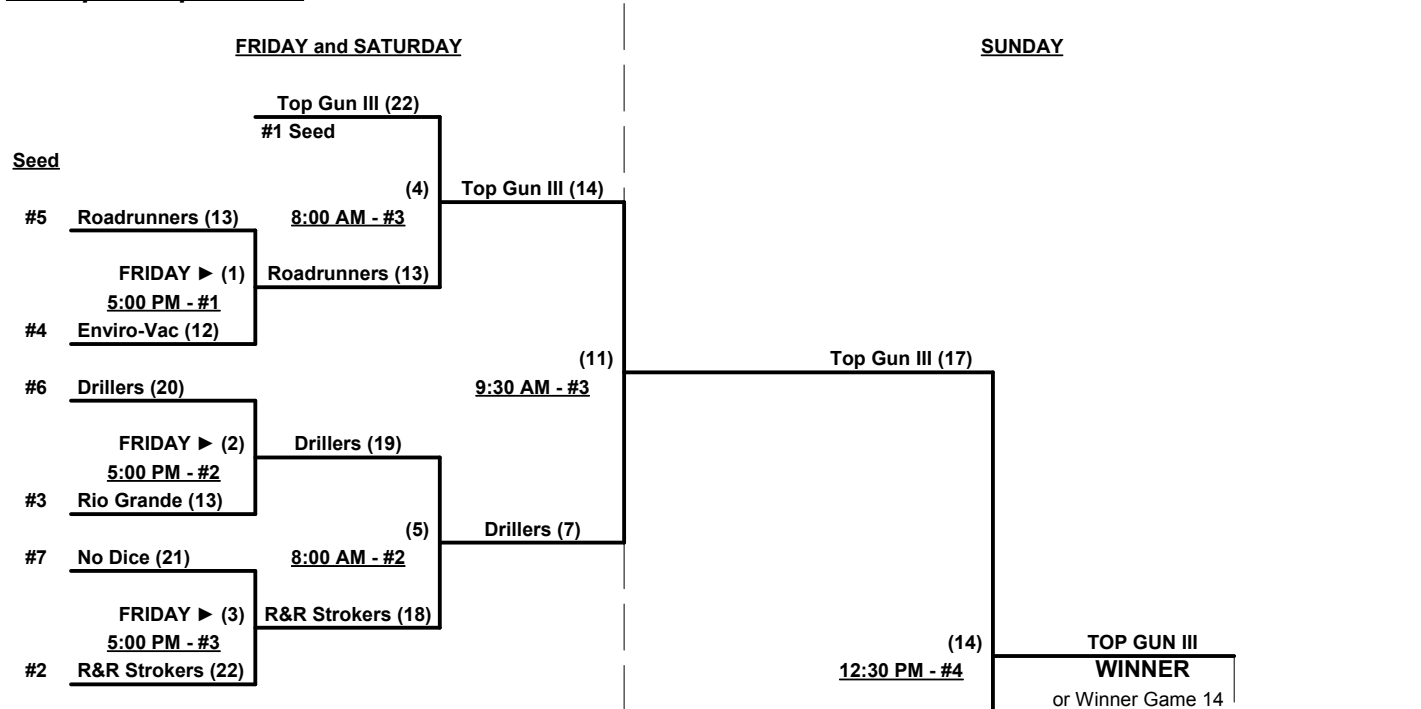 FRIDAY and SATURDAY
SUNDAY
Top Gun III (22)
#1 Seed
Seed
(4)
Top Gun III (14)
#5 Roadrunners (13)
8:00 AM - #3
FRIDAY ► (1)
Roadrunners (13)
5:00 PM - #1
#4 Enviro-Vac (12)
(11)
Top Gun III (17)
#6 Drillers (20)
9:30 AM - #3
FRIDAY ► (2)
Drillers (19)
5:00 PM - #2
#3 Rio Grande (13)
(5)
Drillers (7)
#7 No Dice (21)
8:00 AM - #2
FRIDAY ► (3)
R&R Strokers (18)
5:00 PM - #3
(14)
TOP GUN III
#2 R&R Strokers (22)
12:30 PM - #4
WINNER
or Winner Game 14